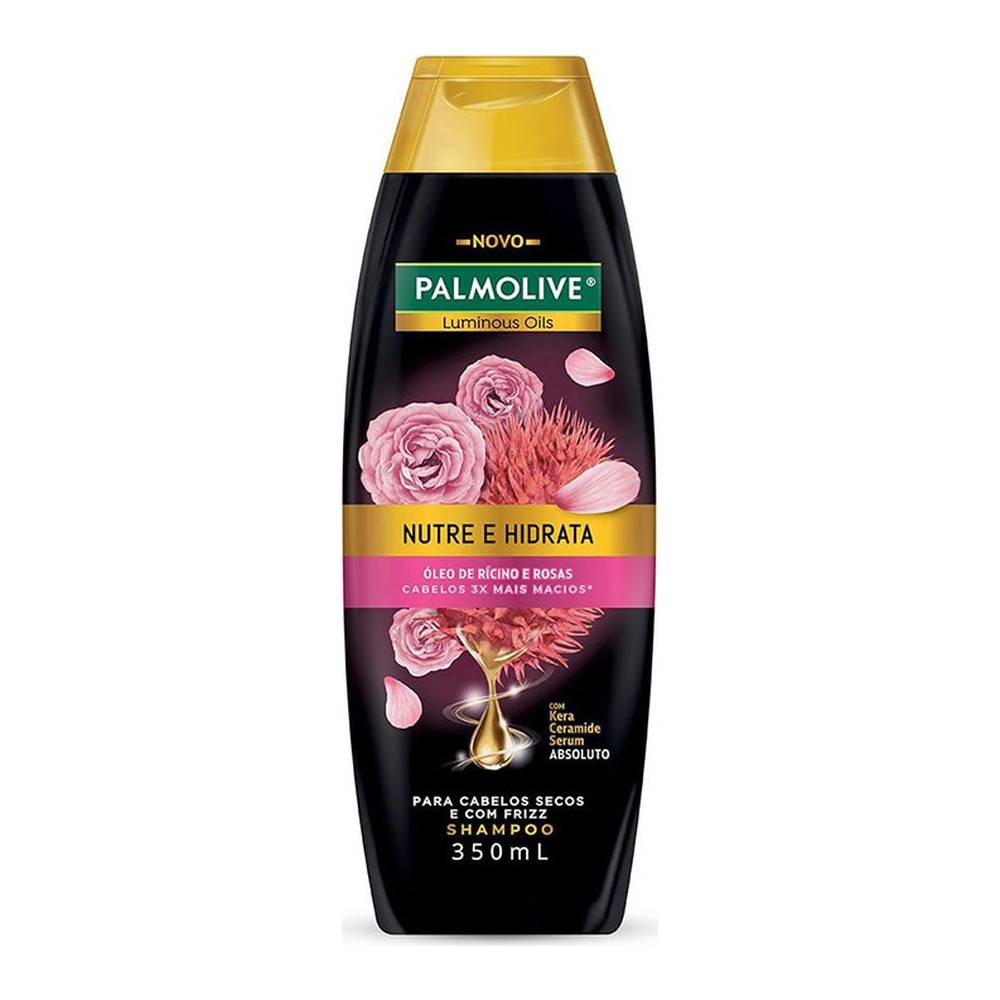 NOVO
PALMOLIVE®
Luminous Oils
NUTRE E HIDRATA
ÓLEO DE RÍCINO E ROSAS
CABELOS 3X MAIS MACIOS*
COM
Kera
Ceramide
Serum
ABSOLUTO
PARA CABELOS SECOS
E COM FRIZZ
SHAMPOO
350mL